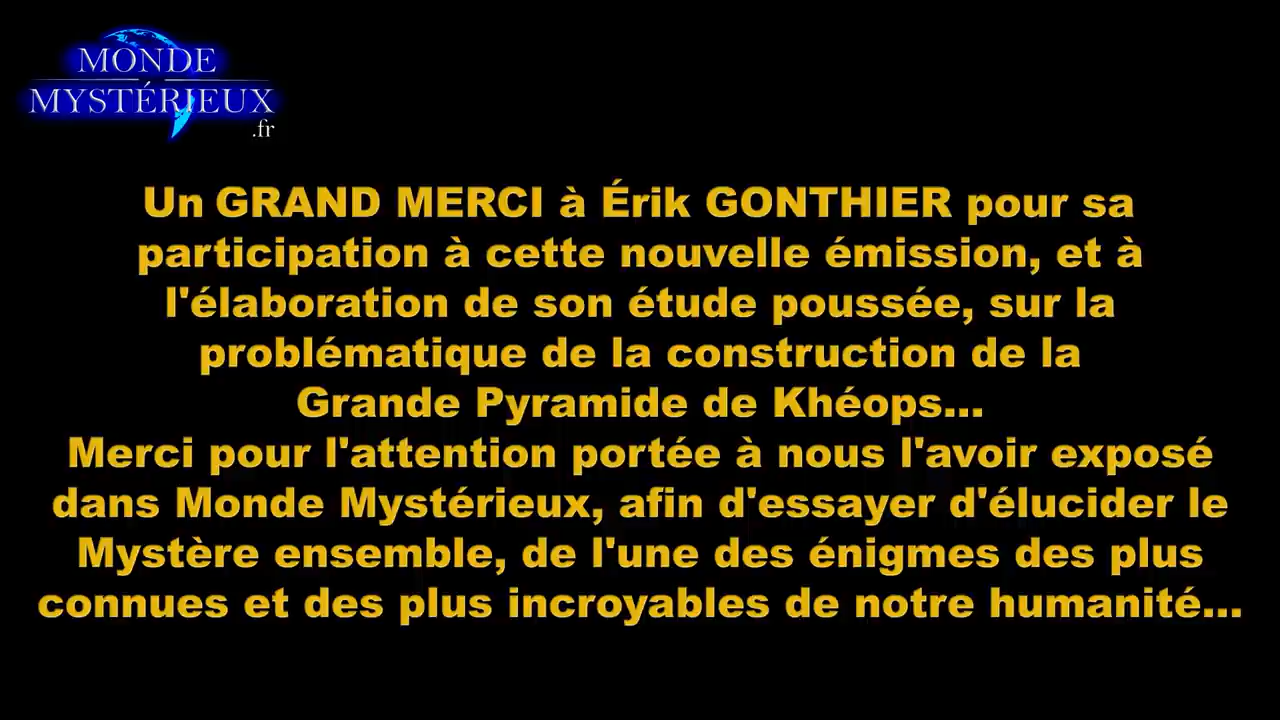 MONDE
MYSTÉRIEUX
.fr
Un GRAND MERCI à Érik GONTHIER pour sa
participation à cette nouvelle émission, et à
l'élaboration de son étude poussée, sur la
problématique de la construction de la
Grande Pyramide de Khéops...
Merci pour l'attention portée à nous l'avoir exposé
dans Monde Mystérieux, afin d'essayer d'élucider le
Mystère ensemble, de l'une des énigmes des plus
connues et des plus incroyables de notre humanité...